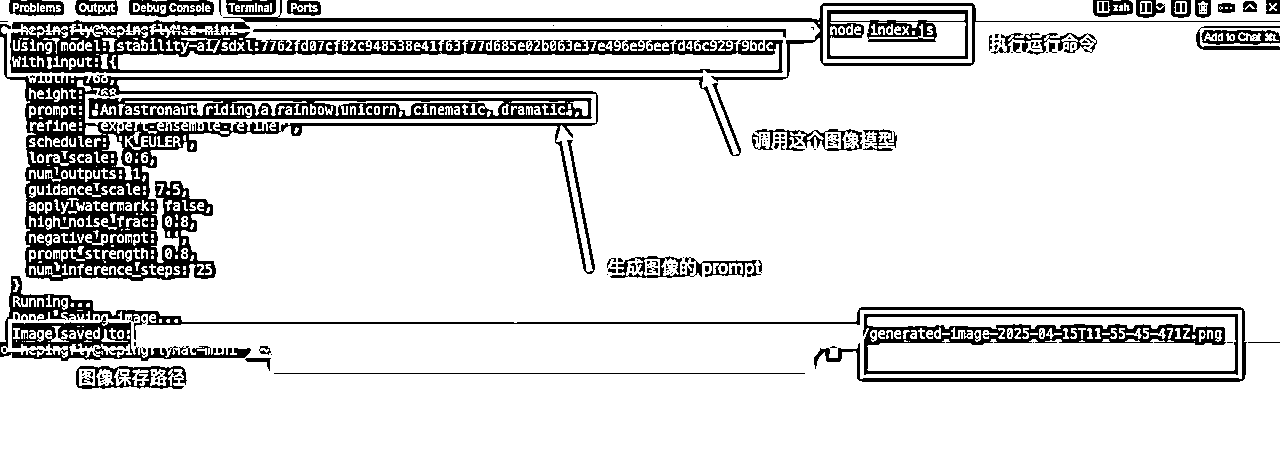 Problems Output Debug Console Terminal Ports zsh
hepingfly@hepingflyMac-mini node index.js
Add to Chat
执行运行命令
Using model: stability-ai/sdxl:7762fd07cf82c948538e41f63f77d685e02b063e37e496e96eefd46c929f9bdc
With input: {
width: 768,
height: 768,
prompt: 'An astronaut riding a rainbow unicorn, cinematic, dramatic',
refine: 'expert_ensemble_refiner',
scheduler: 'K_EULER',
调用这个图像模型
lora_scale: 0.6,
num_outputs: 1,
guidance_scale: 7.5,
apply_watermark: false,
high_noise_frac: 0.8,
negative_prompt: '',
prompt_strength: 0.8,
num_inference_steps: 25
生成图像的 prompt
}
Running...
Done! Saving image...
Image saved to: /generated-image-2025-04-15T11-55-45-471Z.png
hepingfly@hepingflyMac-mini
图像保存路径